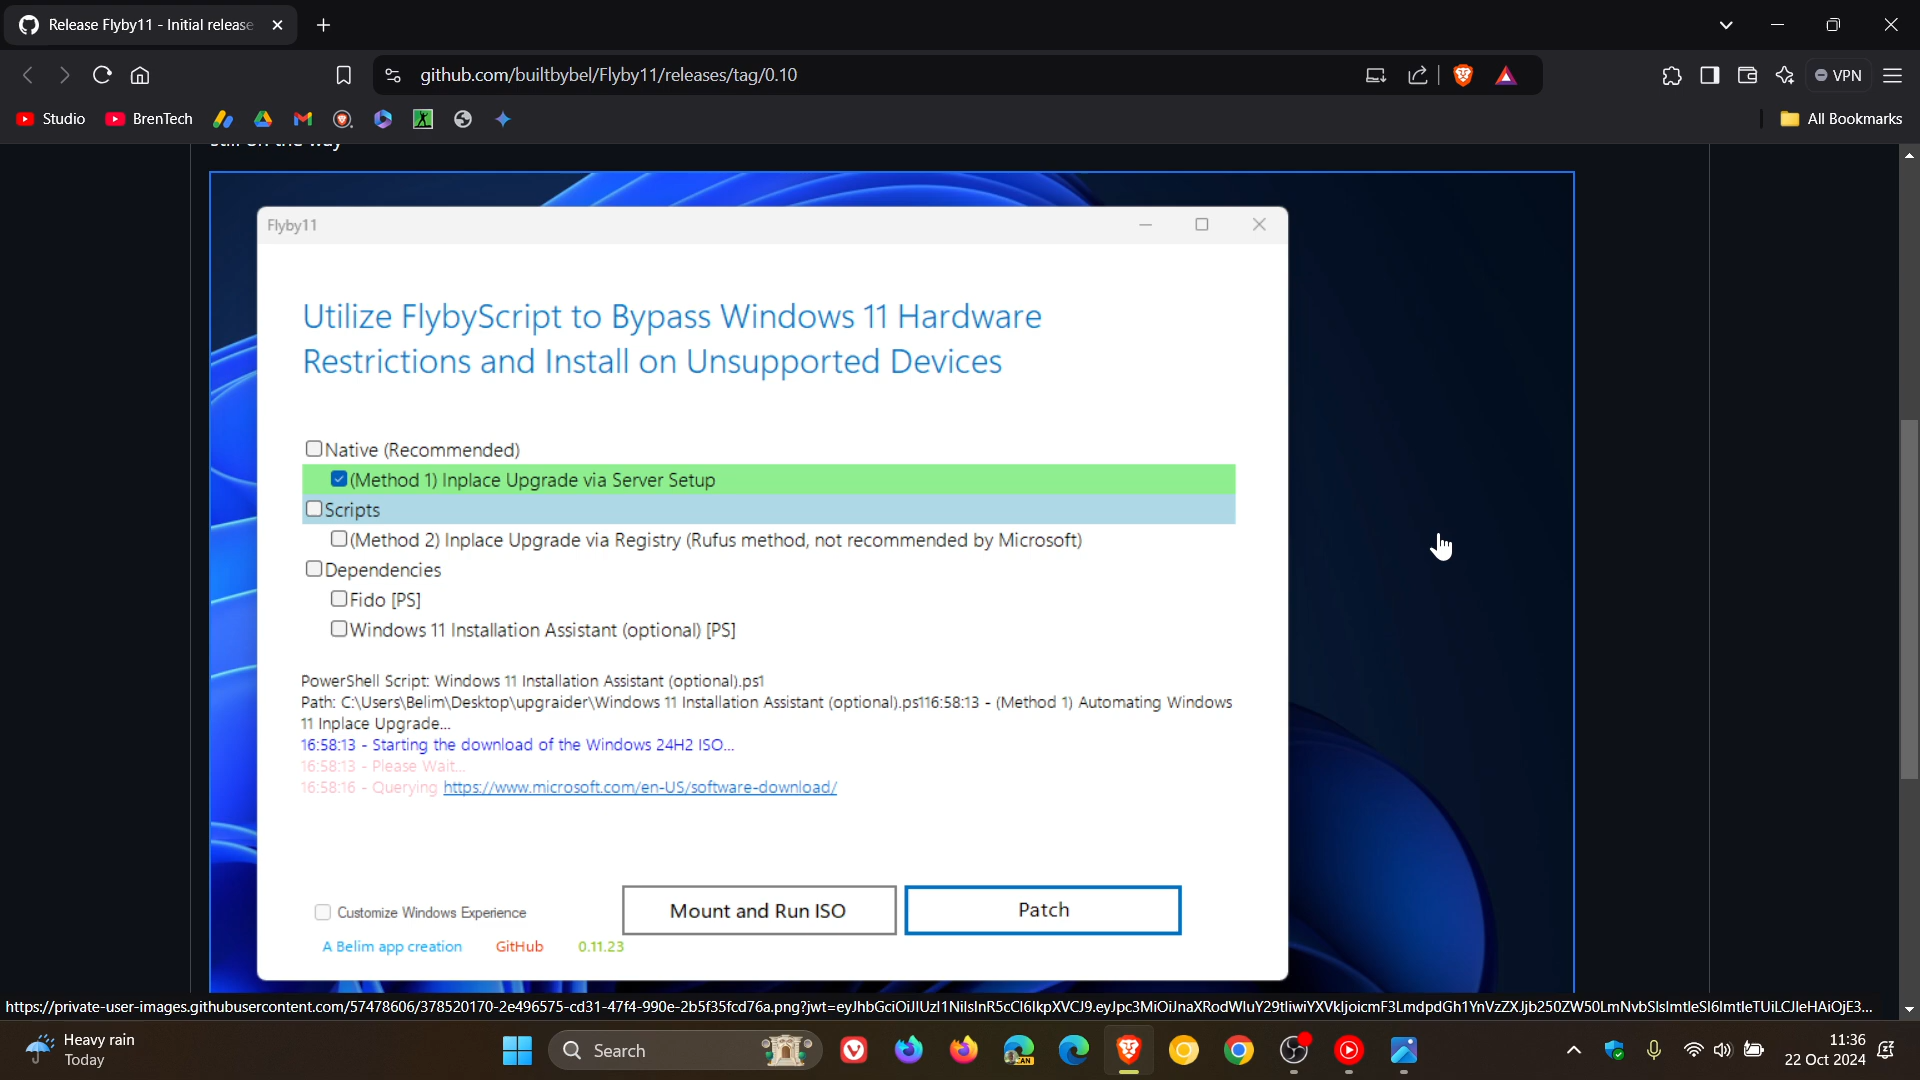 Release Flyby11 - Initial release
github.com/builtbybel/Flyby11/releases/tag/0.10
VPN
Studio
BrenTech
All Bookmarks
Flyby11
Utilize FlybyScript to Bypass Windows 11 Hardware
Restrictions and Install on Unsupported Devices
Native (Recommended)
(Method 1) Inplace Upgrade via Server Setup
Scripts
(Method 2) Inplace Upgrade via Registry (Rufus method, not recommended by Microsoft)
Dependencies
Fido [PS]
Windows 11 Installation Assistant (optional) [PS]
PowerShell Script: Windows 11 Installation Assistant (optional).ps1
Path: C:\Users\Belim\Desktop\upgraider\Windows 11 Installation Assistant (optional).ps116:58:13 - (Method 1) Automating Windows
11 Inplace Upgrade...
16:58:13 - Starting the download of the Windows 24H2 ISO...
16:58:13 - Please Wait...
16:58:16 - Querying https://www.microsoft.com/en-US/software-download/
Customize Windows Experience
Mount and Run ISO
Patch
A Belim app creation
GitHub
0.11.23
Heavy rain
Today
Search
11:36
22 Oct 2024